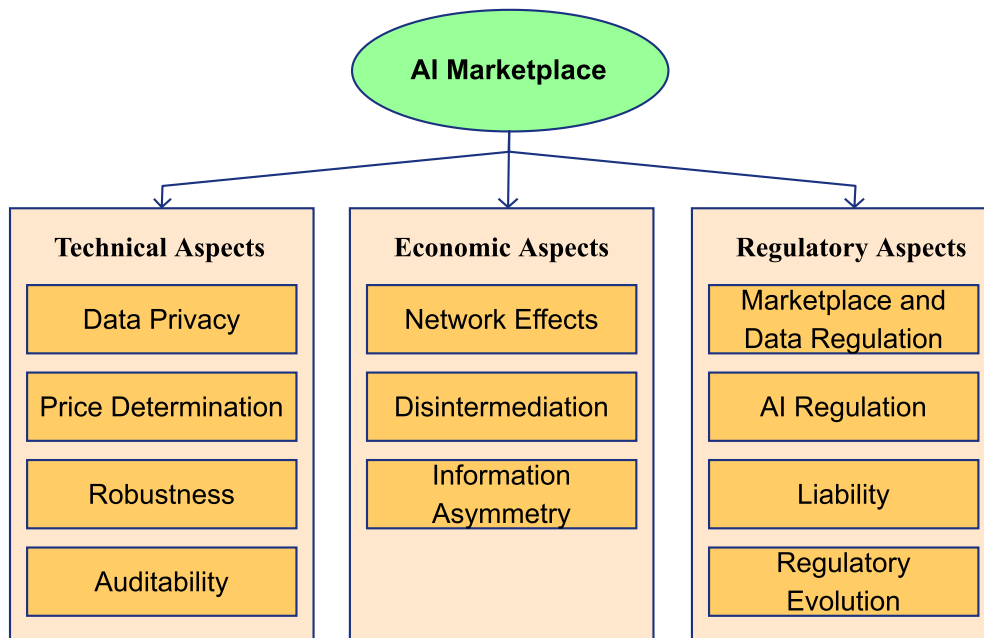 AI Marketplace
Technical Aspects
Data Privacy
Price Determination
Robustness
Auditability
Economic Aspects
Network Effects
Disintermediation
Information
Asymmetry
Regulatory Aspects
Marketplace and
Data Regulation
AI Regulation
Liability
Regulatory
Evolution